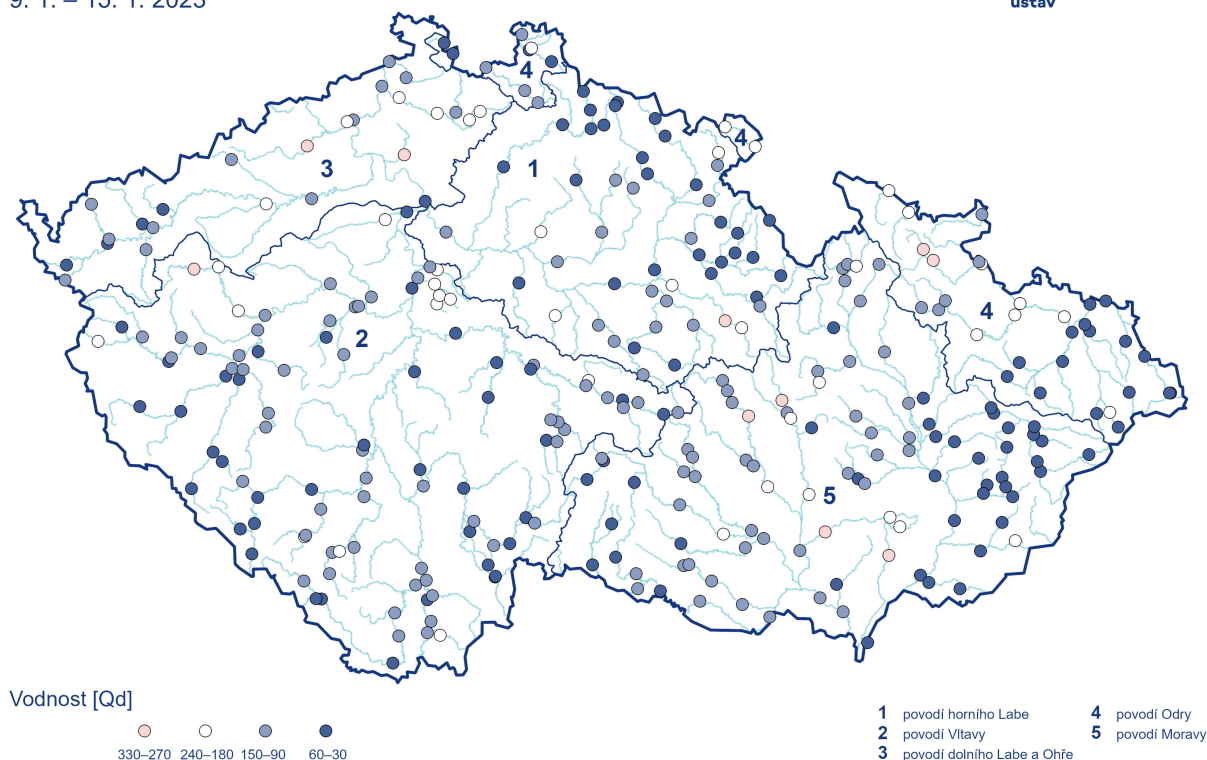 9. 1. – 15. 1. 2023
ústav
4
4
3
1
2
4
5
Vodnost [Qd]
330–270 240–180 150–90 60–30
1 povodí horního Labe
2 povodí Vltavy
3 povodí dolního Labe a Ohře
4 povodí Odry
5 povodí Moravy